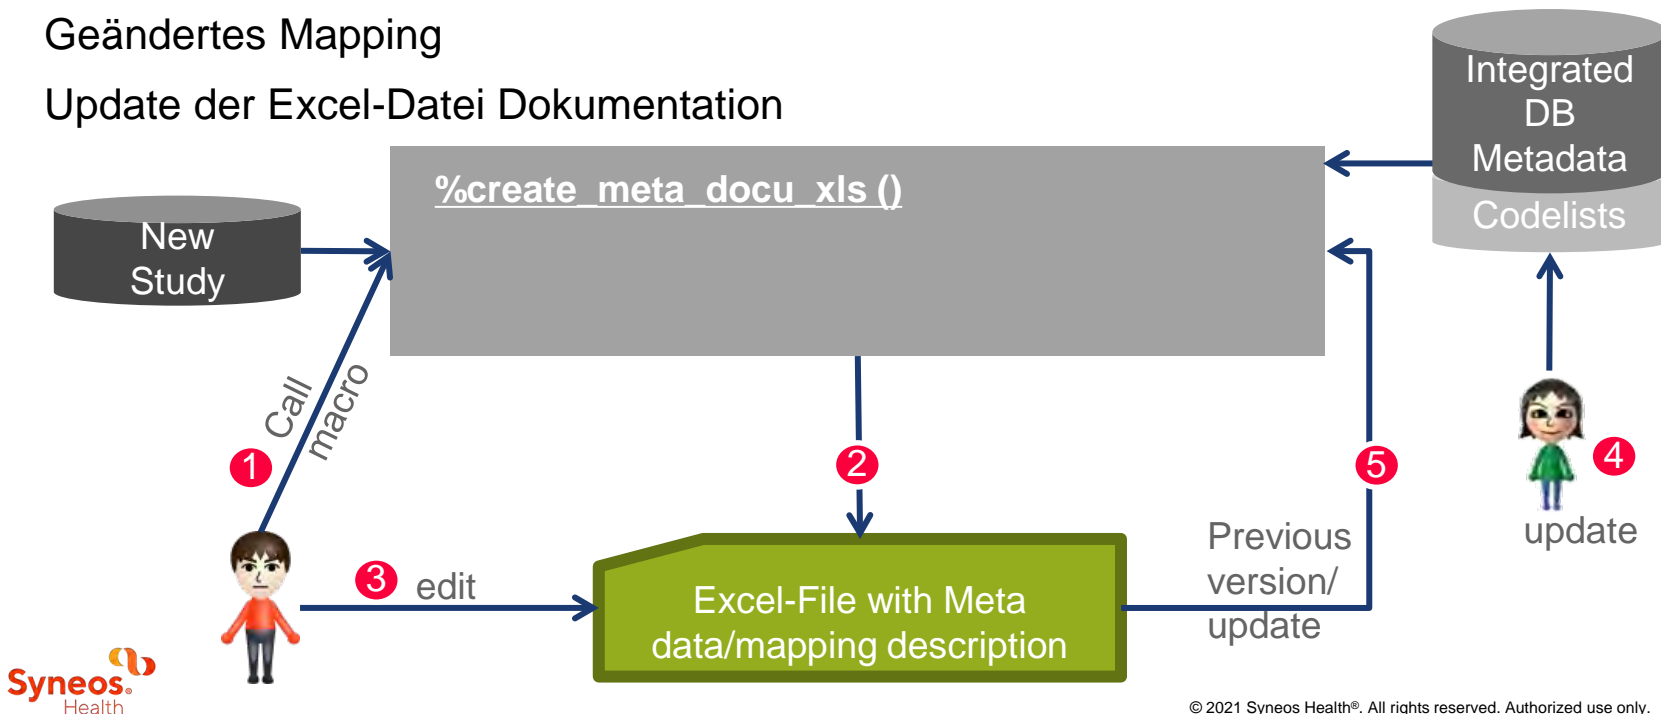 Geändertes Mapping
Update der Excel-Datei Dokumentation
Integrated
DB
Metadata
Codelists
%create_meta_docu_xls ()
New
Study
Call
macro
1
2
5
4
update
3
edit
Previous
version/
update
Excel-File with Meta
data/mapping description
Syneos®
Health
© 2021 Syneos Health®. All rights reserved. Authorized use only.